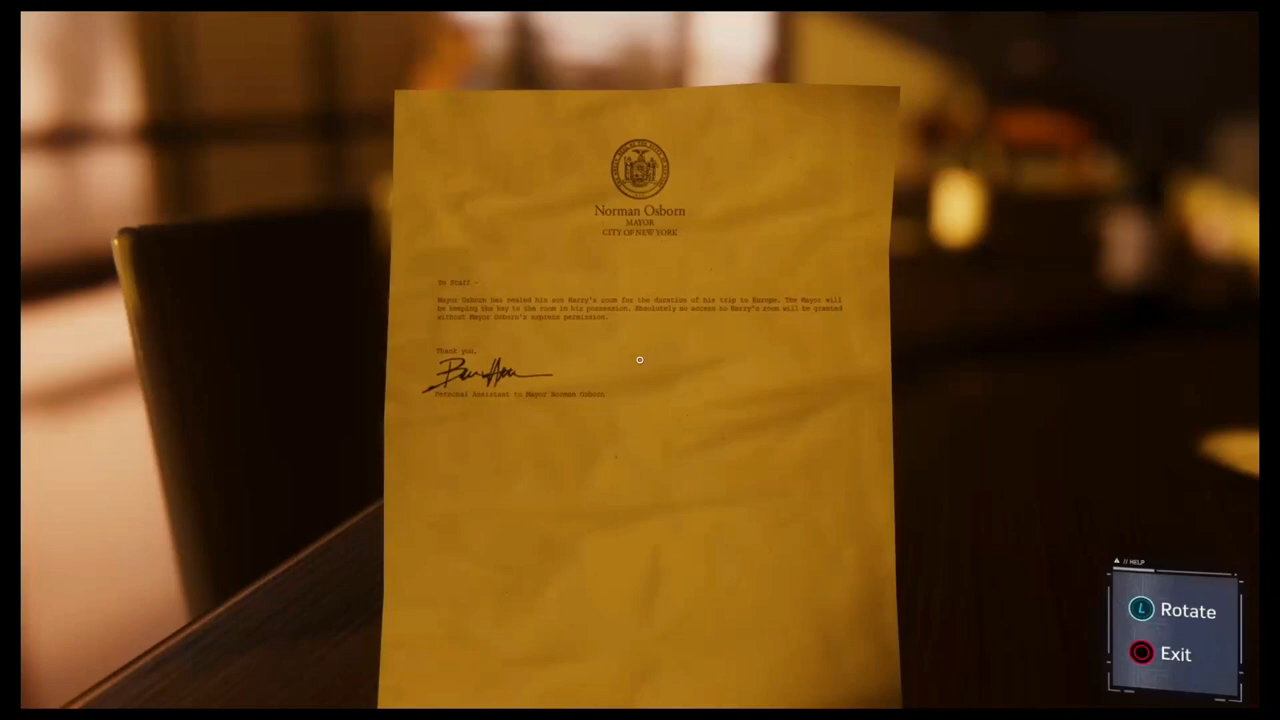 Norman Osborn
MAYOR
CITY OF NEW YORK
To Staff -
Mayor Osborn has sealed his son Harry's room for the duration of his trip to Europe. The Mayor will
be keeping the key to the room in his possession. Absolutely no access to Harry's room will be granted
without Mayor Osborn's express permission.
Thank you,
Personal Assistant to Mayor Norman Osborn
// HELP
L Rotate
Exit